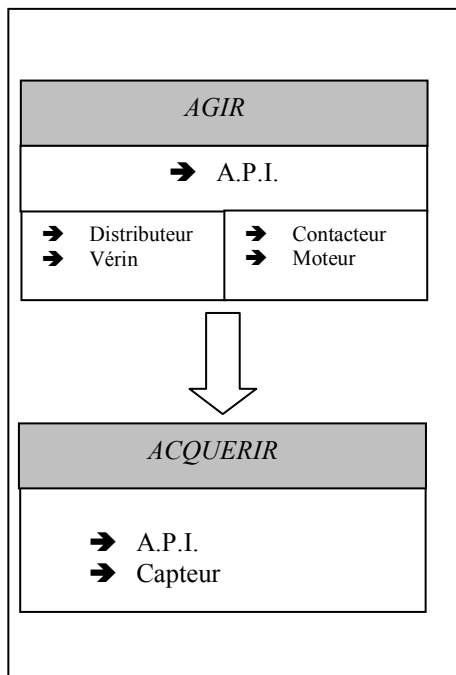 AGIR
➔ A.P.I.
➔ Distributeur
➔ Vérin
➔ Contacteur
➔ Moteur
ACQUERIR
➔ A.P.I.
➔ Capteur